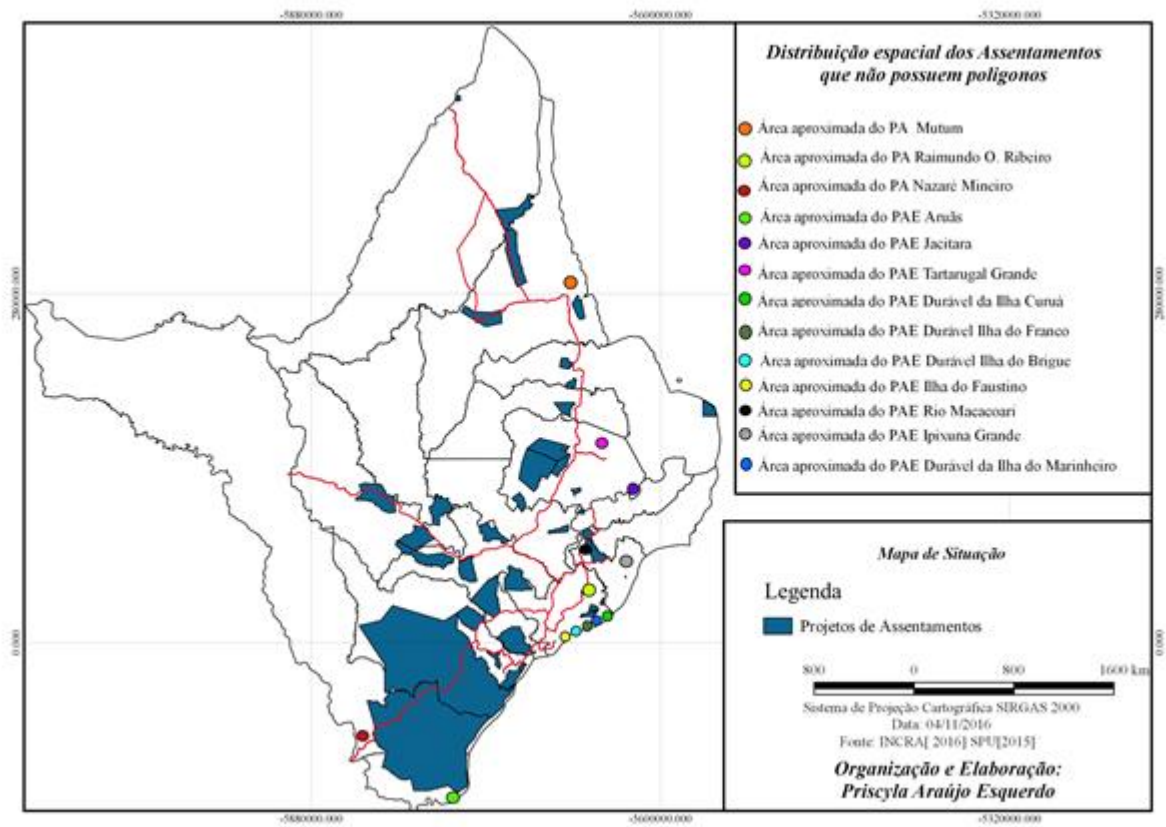 -5880000.000
-5600000.000
-5320000.000
280000.000
280000.000
0.000
0.000
Distribuição espacial dos Assentamentos
que não possuem polígonos
Área aproximada do PA Mutum
Área aproximada do PA Raimundo O. Ribeiro
Área aproximada do PA Nazaré Mineiro
Área aproximada do PAE Aruãs
Área aproximada do PAE Jacitara
Área aproximada do PAE Tartarugal Grande
Área aproximada do PAE Durável da Ilha Curuá
Área aproximada do PAE Durável Ilha do Franco
Área aproximada do PAE Durável Ilha do Brigue
Área aproximada do PAE Ilha do Faustino
Área aproximada do PAE Rio Macacoari
Área aproximada do PAE Ipixuna Grande
Área aproximada do PAE Durável da Ilha do Marinheiro
Mapa de Situação
Legenda
Projetos de Assentamentos
800 0 800 1600 km
Sistema de Projeção Cartográfica SIRGAS 2000
Data: 04/11/2016
Fonte: INCRA[ 2016] SPU[2015]
Organização e Elaboração:
Priscyla Araújo Esquerdo
-5880000.000
-5600000.000
-5320000.000